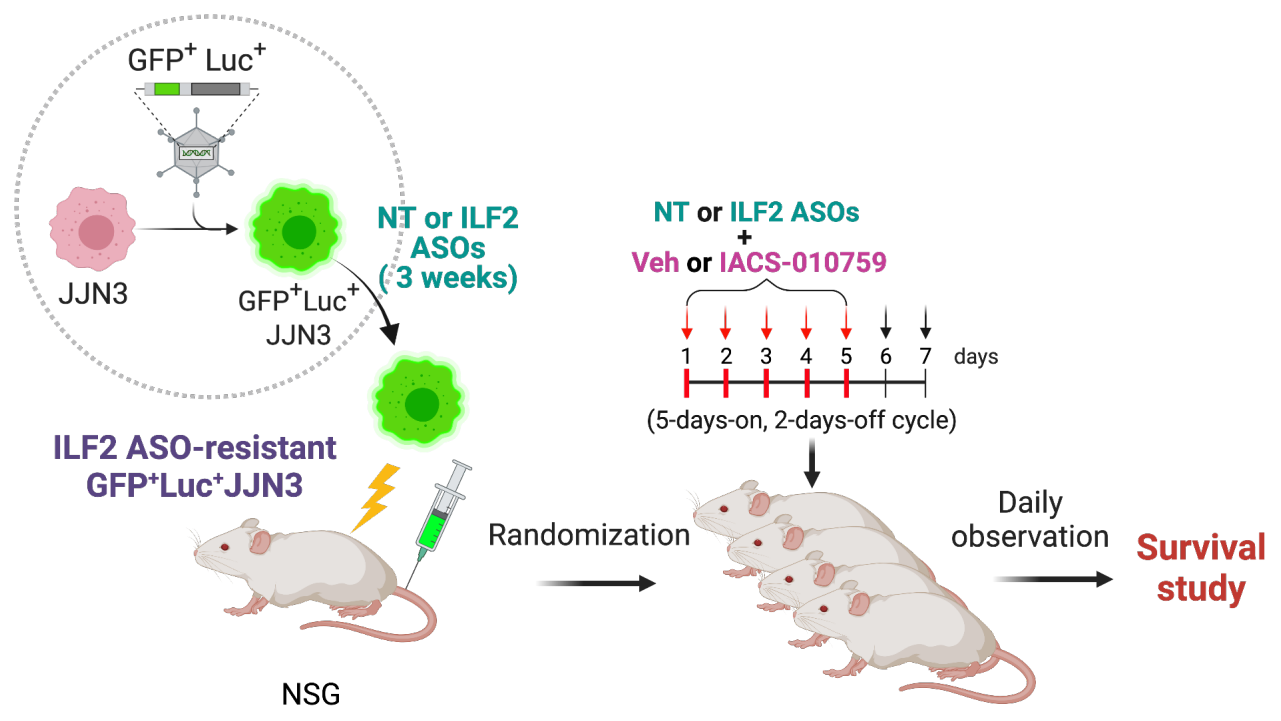 GFP+ Luc+
JJN3
GFP+Luc+
JJN3
NT or ILF2
ASOs
( 3 weeks)
ILF2 ASO-resistant
GFP+Luc+JJN3
NSG
Randomization
NT or ILF2 ASOs
+
Veh or IACS-010759
1 2 3 4 5 6 7 days
(5-days-on, 2-days-off cycle)
Daily
observation
Survival
study